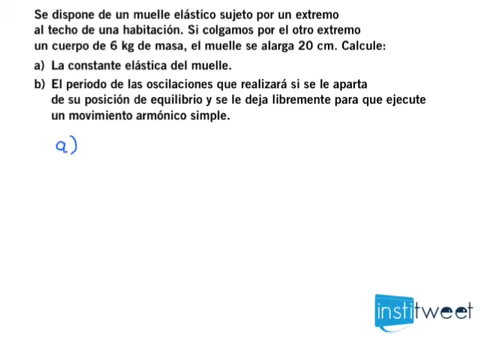 Se dispone de un muelle elástico sujeto por un extremo
al techo de una habitación. Si colgamos por el otro extremo
un cuerpo de 6 kg de masa, el muelle se alarga 20 cm. Calcule:
a) La constante elástica del muelle.
b) El periodo de las oscilaciones que realizará si se le aparta
de su posición de equilibrio y se le deja libremente para que ejecute
un movimiento armónico simple.
a)
institweet